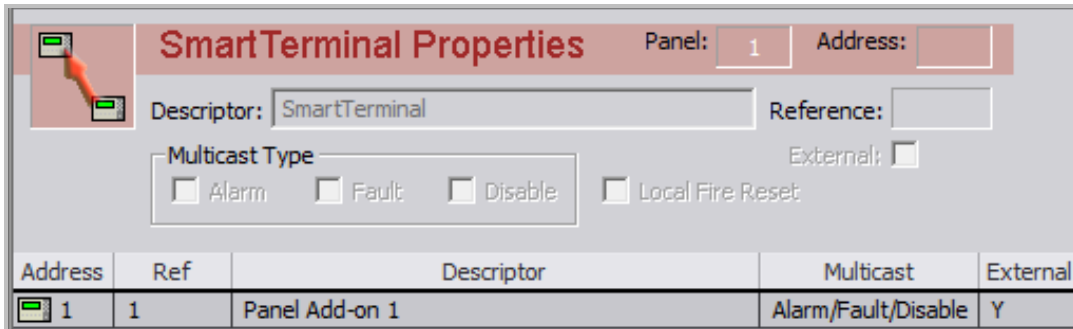 SmartTerminal Properties Panel: 1 Address:
Descriptor: SmartTerminal Reference:
Multicast Type External:
Alarm Fault Disable Local Fire Reset
Address Ref Descriptor Multicast External
1 1 Panel Add-on 1 Alarm/Fault/Disable Y